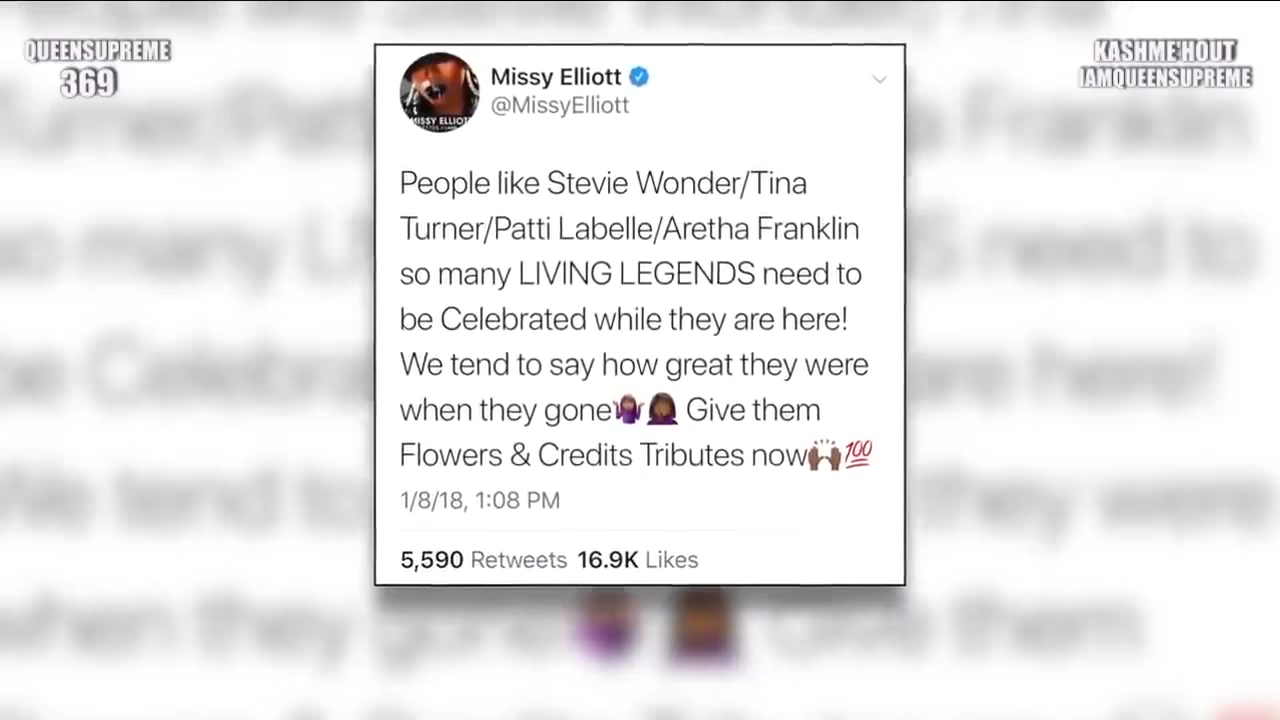 QUEENSUPREME
369
KASHME'HOUT
IAMQUEENSUPREME
Missy Elliott
@MissyElliott
MISSY ELLIOT
People like Stevie Wonder/Tina
Turner/Patti Labelle/Aretha Franklin
so many LIVING LEGENDS need to
be Celebrated while they are here!
We tend to say how great they were
when they gone🤷🏽‍♀️🤦🏾‍♀️ Give them
Flowers & Credits Tributes now🙌🏾💯
1/8/18, 1:08 PM
5,590 Retweets 16.9K Likes